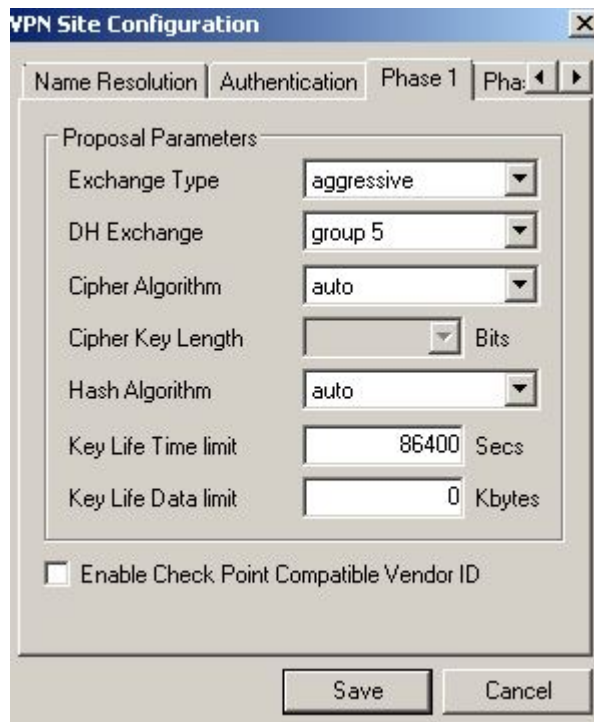 VPN Site Configuration
Name Resolution Authentication Phase 1 Pha
Proposal Parameters
Exchange Type aggressive
DH Exchange group 5
Cipher Algorithm auto
Cipher Key Length Bits
Hash Algorithm auto
Key Life Time limit 86400 Secs
Key Life Data limit 0 Kbytes
Enable Check Point Compatible Vendor ID
Save Cancel